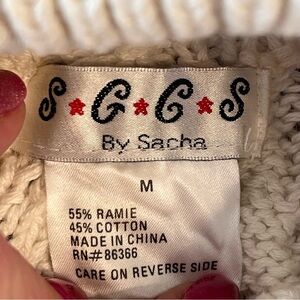 S★G★G★S
By Sacha
M
55% RAMIE
45% COTTON
MADE IN CHINA
RN#86366
CARE ON REVERSE SIDE